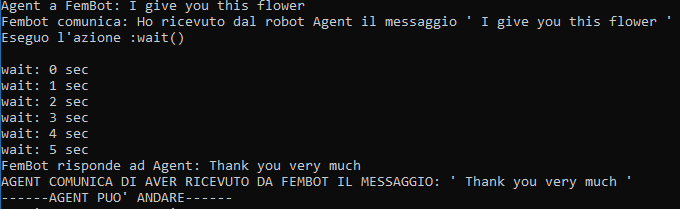 Agent a FemBot: I give you this flower
Fembot comunica: Ho ricevuto dal robot Agent il messaggio ' I give you this flower '
Eseguo l'azione :wait()
wait: 0 sec
wait: 1 sec
wait: 2 sec
wait: 3 sec
wait: 4 sec
wait: 5 sec
FemBot risponde ad Agent: Thank you very much
AGENT COMUNICA DI AVER RICEVUTO DA FEMBOT IL MESSAGGIO: ' Thank you very much '
------AGENT PUO' ANDARE------